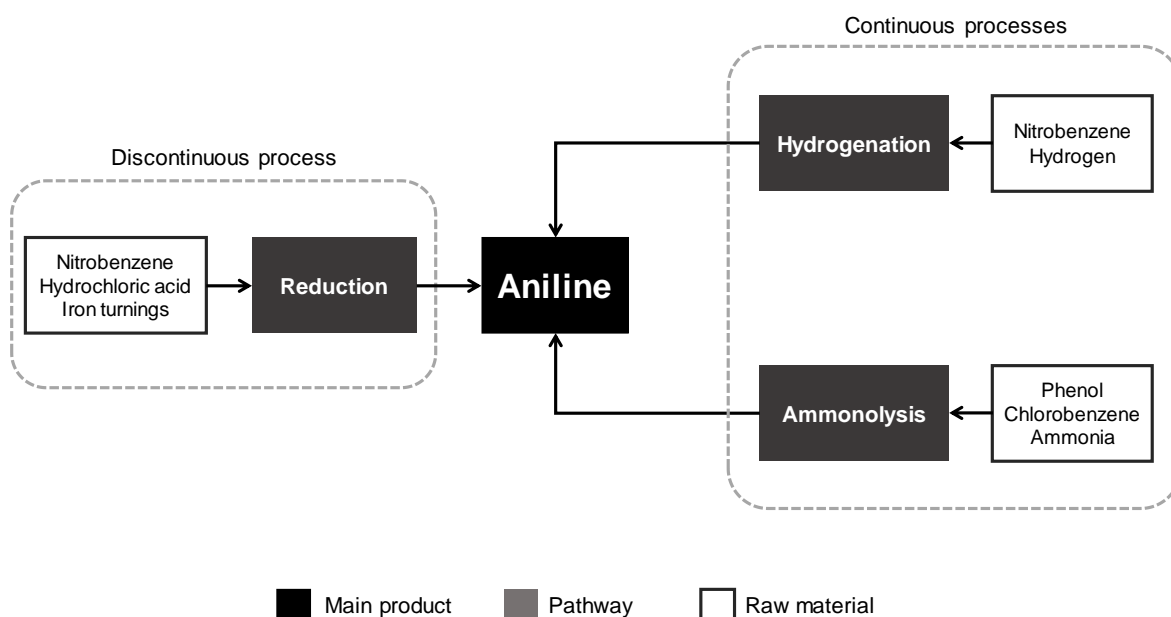 Continuous processes
Hydrogenation
Nitrobenzene
Hydrogen
Discontinuous process
Nitrobenzene
Hydrochloric acid
Iron turnings
Reduction
Aniline
Ammonolysis
Phenol
Chlorobenzene
Ammonia
Main product
Pathway
Raw material